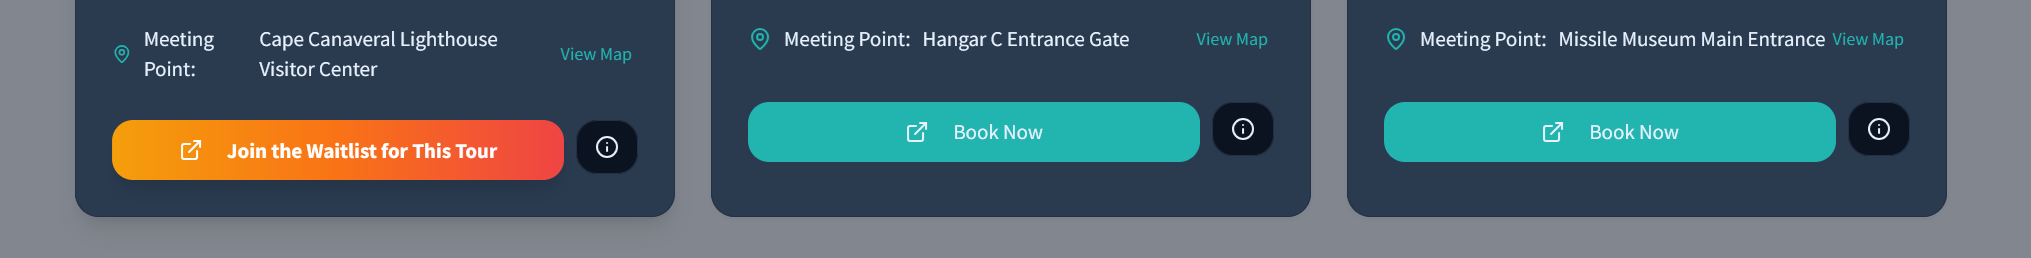 Meeting Point: Cape Canaveral Lighthouse Visitor Center View Map
Join the Waitlist for This Tour
Meeting Point: Hangar C Entrance Gate View Map
Book Now
Meeting Point: Missile Museum Main Entrance View Map
Book Now